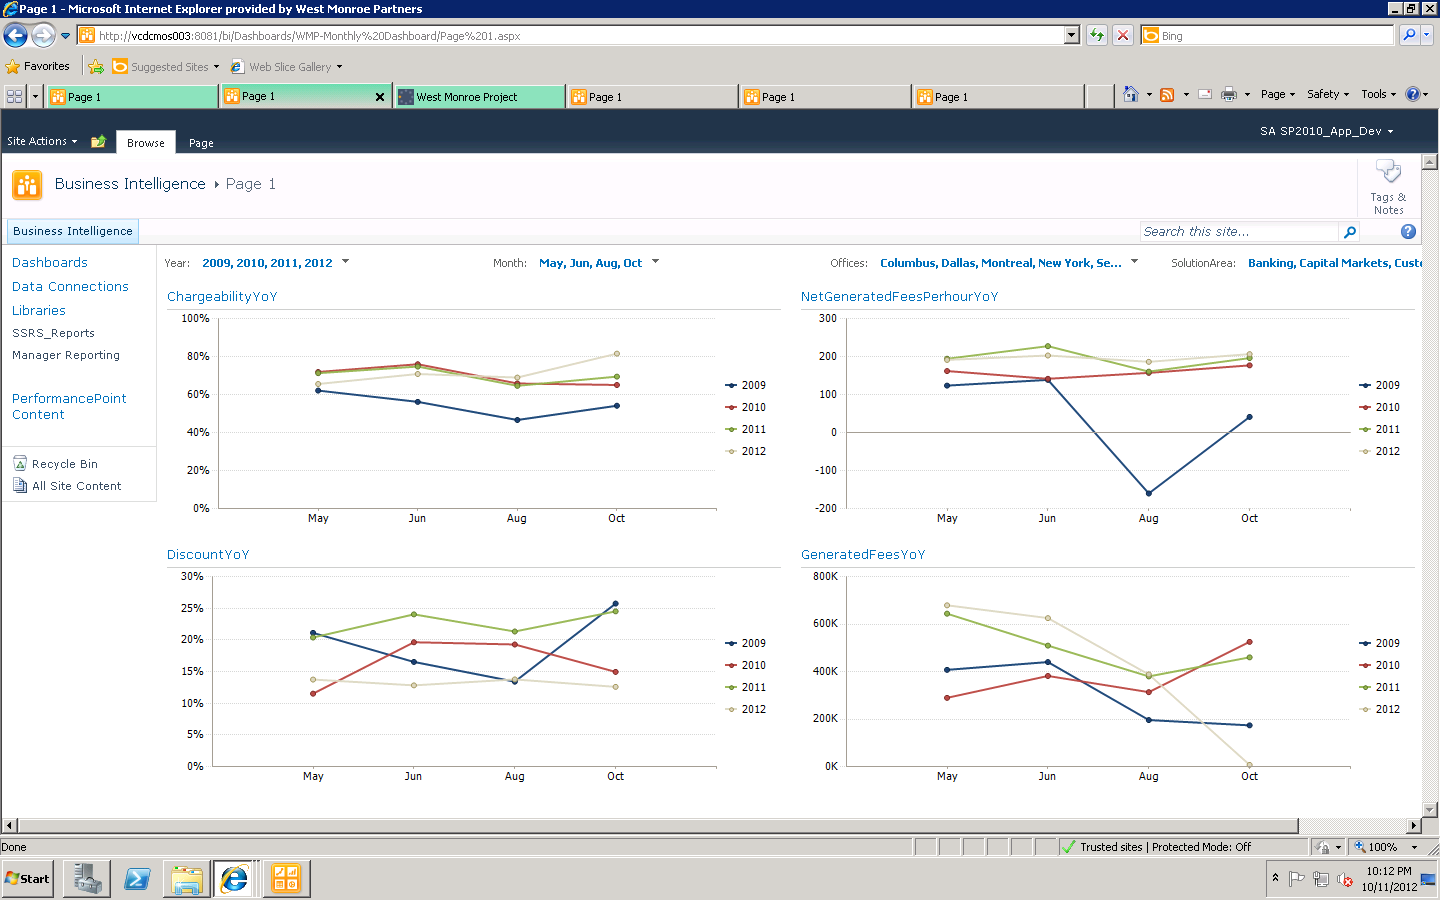 Page 1 - Microsoft Internet Explorer provided by West Monroe Partners
http://vcdcmos003:8081/bi/Dashboards/WMP-Monthly%20Dashboard/Page%201.aspx
Bing
Favorites Suggested Sites Web Slice Gallery
Page 1 Page 1 West Monroe Project Page 1 Page 1 Page 1 Page Safety Tools
Site Actions Browse Page SA SP2010_App_Dev
Business Intelligence Page 1
Tags &
Notes
Business Intelligence Search this site...
Dashboards
Data Connections
Libraries
SSRS_Reports
Manager Reporting
PerformancePoint
Content
Recycle Bin
All Site Content
Year: 2009, 2010, 2011, 2012 Month: May, Jun, Aug, Oct Offices: Columbus, Dallas, Montreal, New York, Se... SolutionArea: Banking, Capital Markets, Custo
ChargeabilityYoY
100%
80%
60%
40%
20%
0%
May Jun Aug Oct
2009
2010
2011
2012
NetGeneratedFeesPerhourYoY
300
200
100
0
-100
-200
May Jun Aug Oct
2009
2010
2011
2012
DiscountYoY
30%
25%
20%
15%
10%
5%
0%
May Jun Aug Oct
2009
2010
2011
2012
GeneratedFeesYoY
800K
600K
400K
200K
0K
May Jun Aug Oct
2009
2010
2011
2012
Done Trusted sites | Protected Mode: Off 100%
Start
10:12 PM
10/11/2012